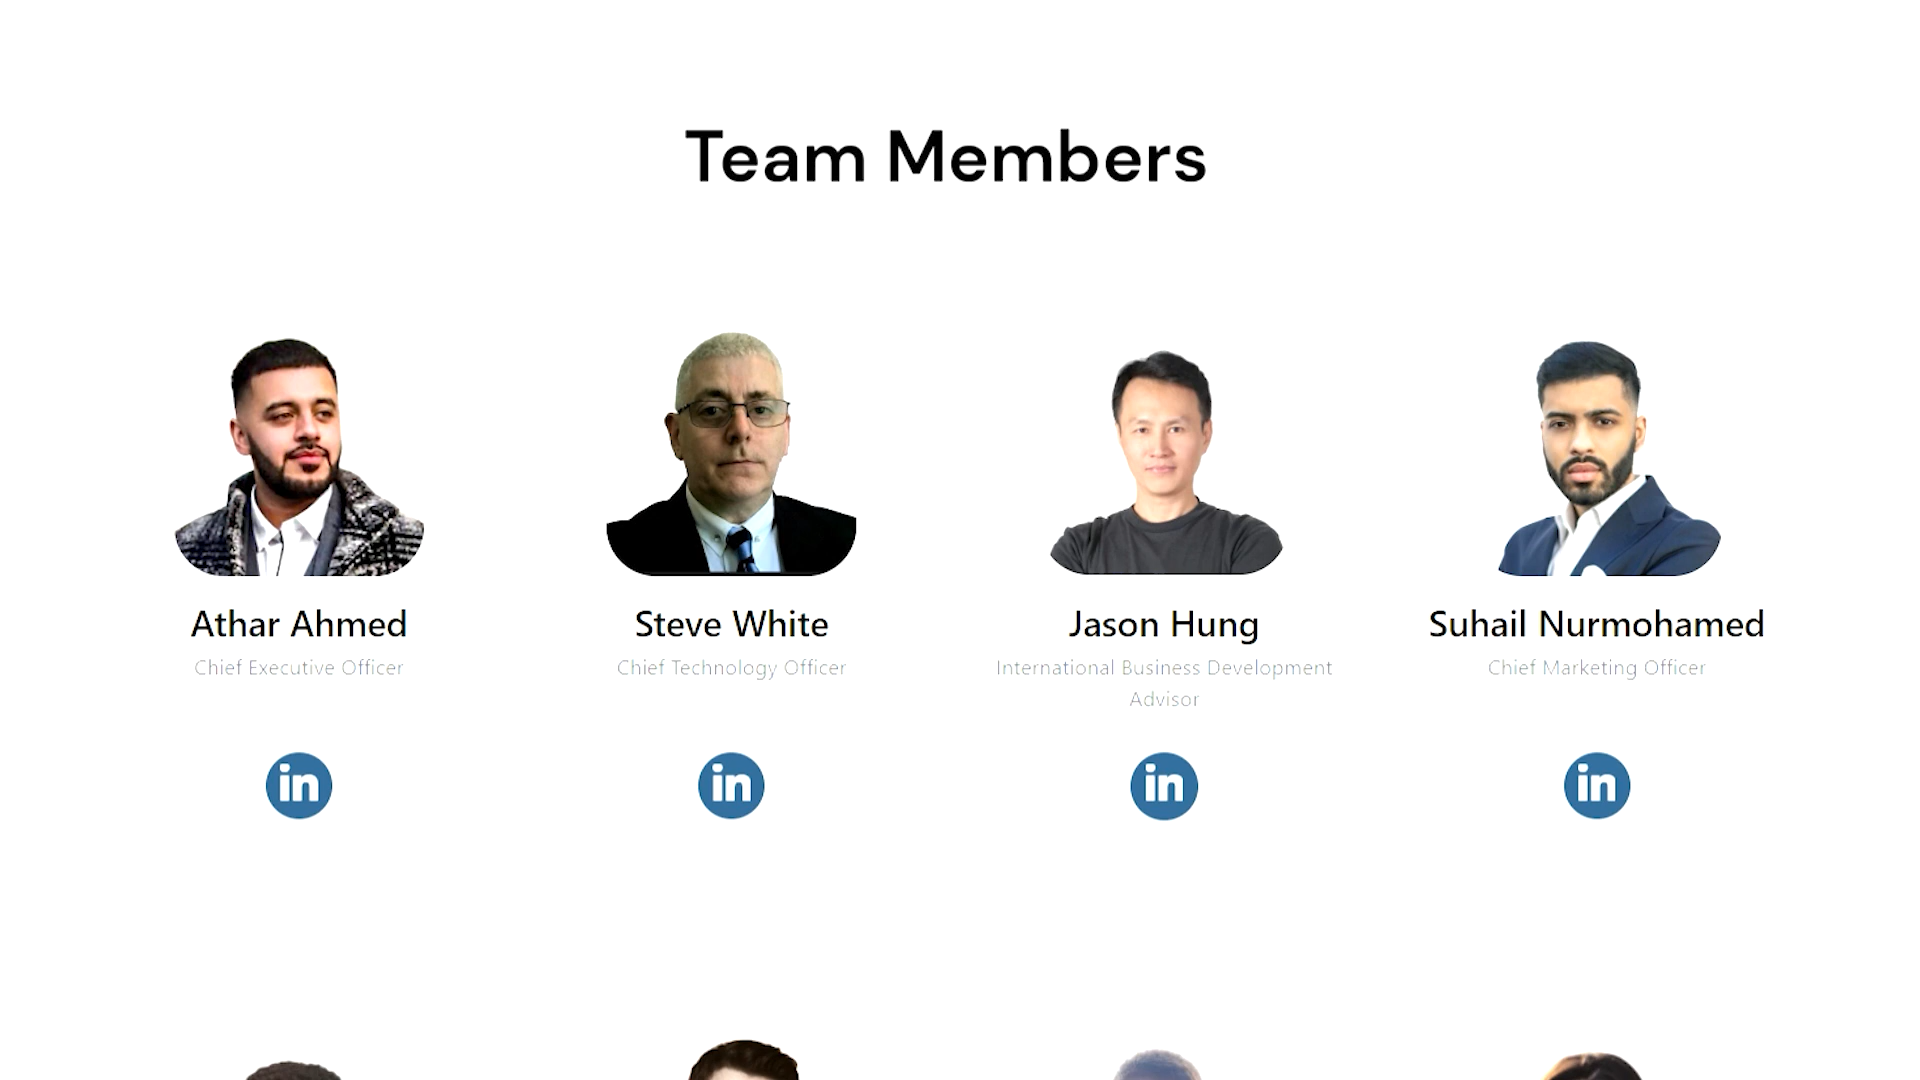 Team Members
Athar Ahmed
Steve White
Jason Hung
Suhail Nurmohamed
Chief Executive Officer
Chief Technology Officer
International Business Development
Advisor
Chief Marketing Officer
in
in
in
in